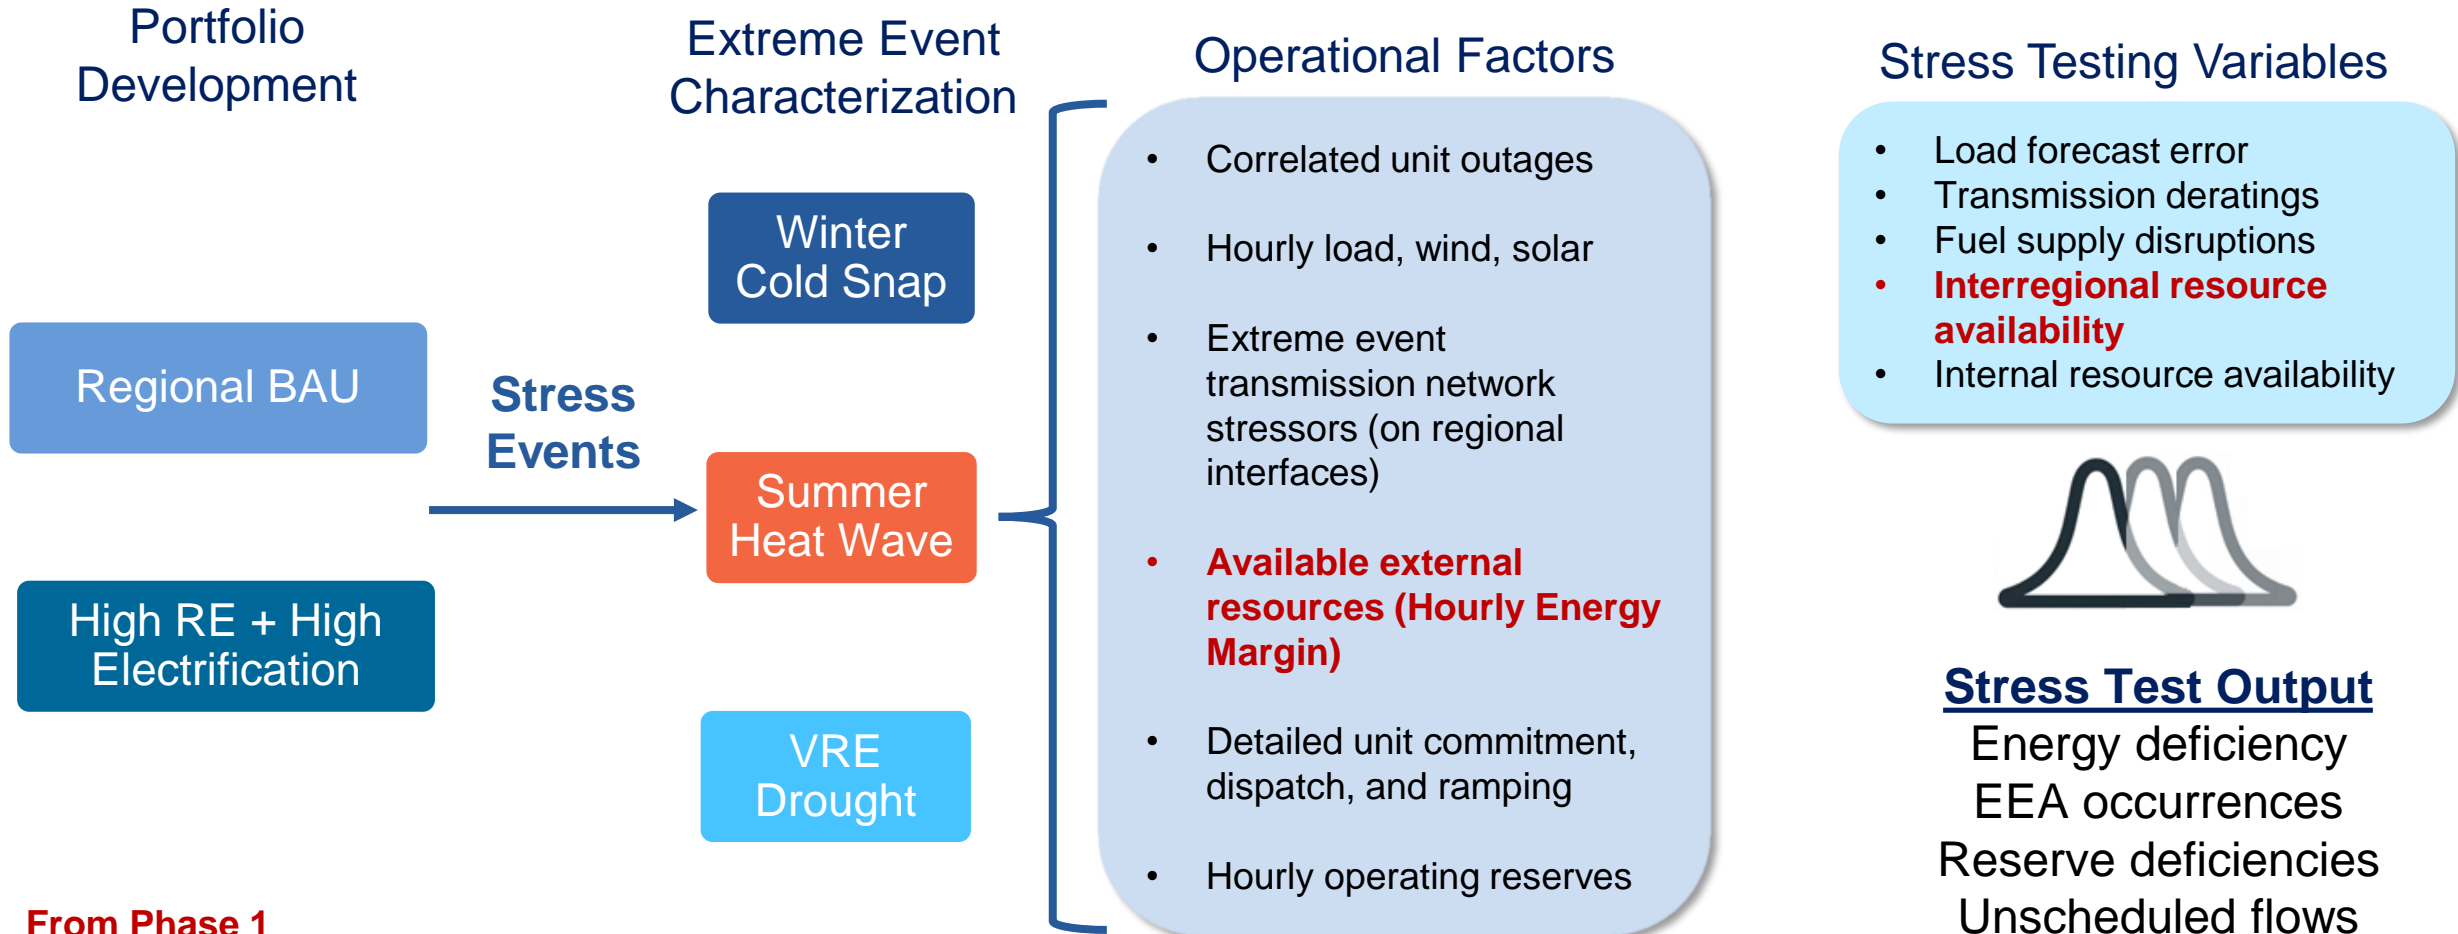 Portfolio
Development
Regional BAU
High RE + High
Electrification
From Phase 1
Stress
Events
Extreme Event
Characterization
Winter
Cold Snap
Summer
Heat Wave
VRE
Drought
Operational Factors
• Correlated unit outages
• Hourly load, wind, solar
• Extreme event
transmission network
stressors (on regional
interfaces)
• Available external
resources (Hourly Energy
Margin)
• Detailed unit commitment,
dispatch, and ramping
• Hourly operating reserves
Stress Testing Variables
• Load forecast error
• Transmission deratings
• Fuel supply disruptions
• Interregional resource
availability
• Internal resource availability
Stress Test Output
Energy deficiency
EEA occurrences
Reserve deficiencies
Unscheduled flows